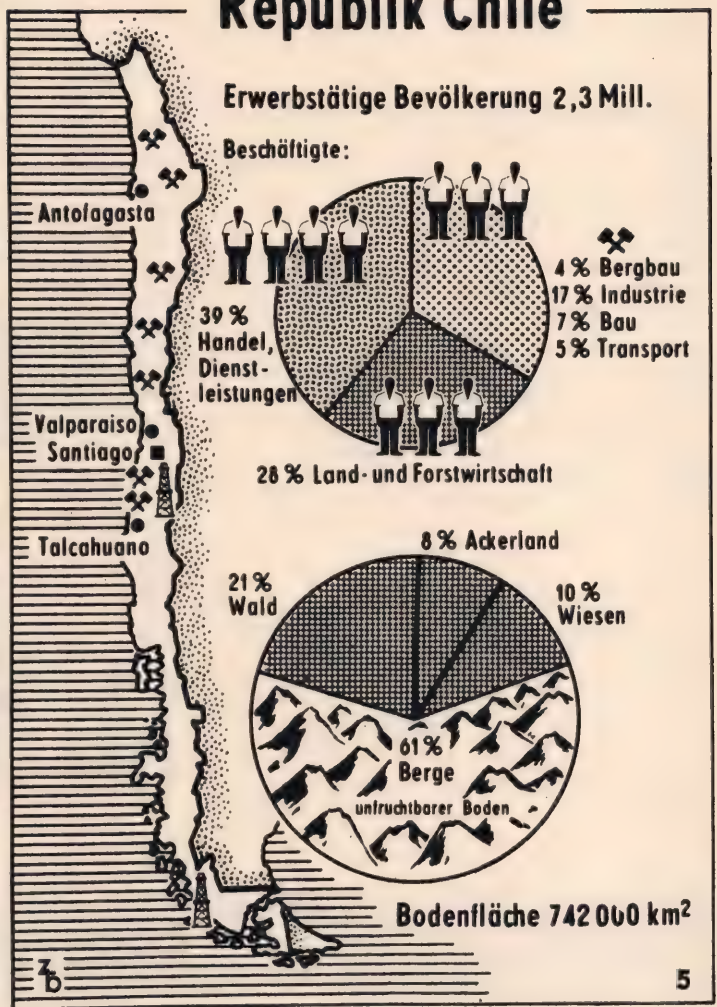 Republik Chile
Erwerbstätige Bevölkerung 2,3 Mill.
Beschäftigte:
Antofagasta
4 % Bergbau
17 % Industrie
7 % Bau
5 % Transport
39 %
Handel,
Dienst-
leistungen
Valparaiso
Santiago
28 % Land- und Forstwirtschaft
Talcahuano
8 % Ackerland
21 %
Wald
10 %
Wiesen
61 %
Berge
unfruchtbarer Boden
Bodenfläche 742 000 km²
5